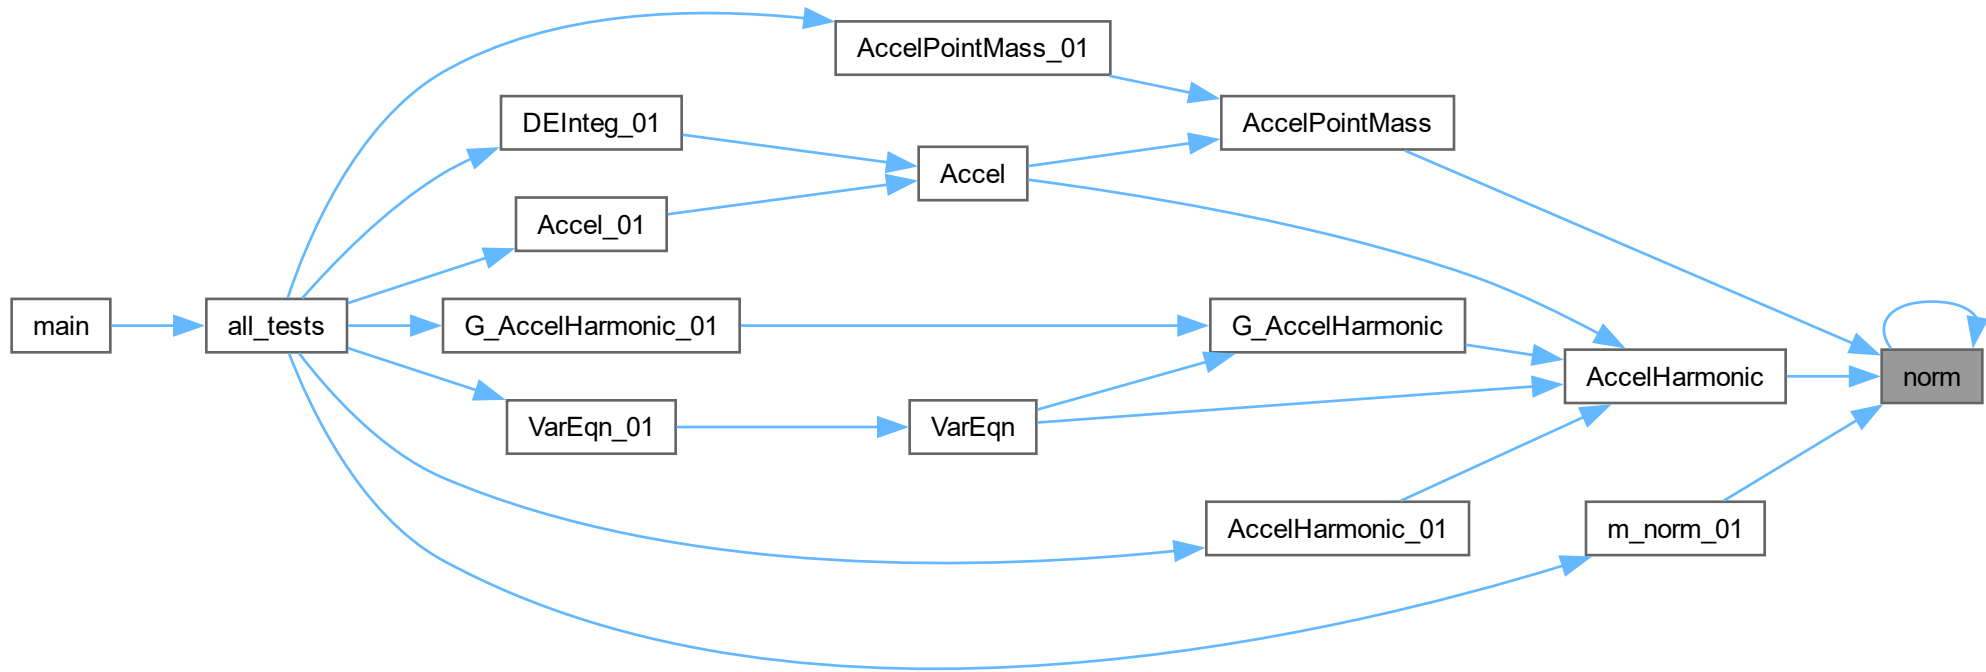 AccelPointMass_01
DEInteg_01
AccelPointMass
Accel
Accel_01
main
all_tests
G_AccelHarmonic_01
G_AccelHarmonic
AccelHarmonic
norm
VarEqn_01
VarEqn
AccelHarmonic_01
m_norm_01